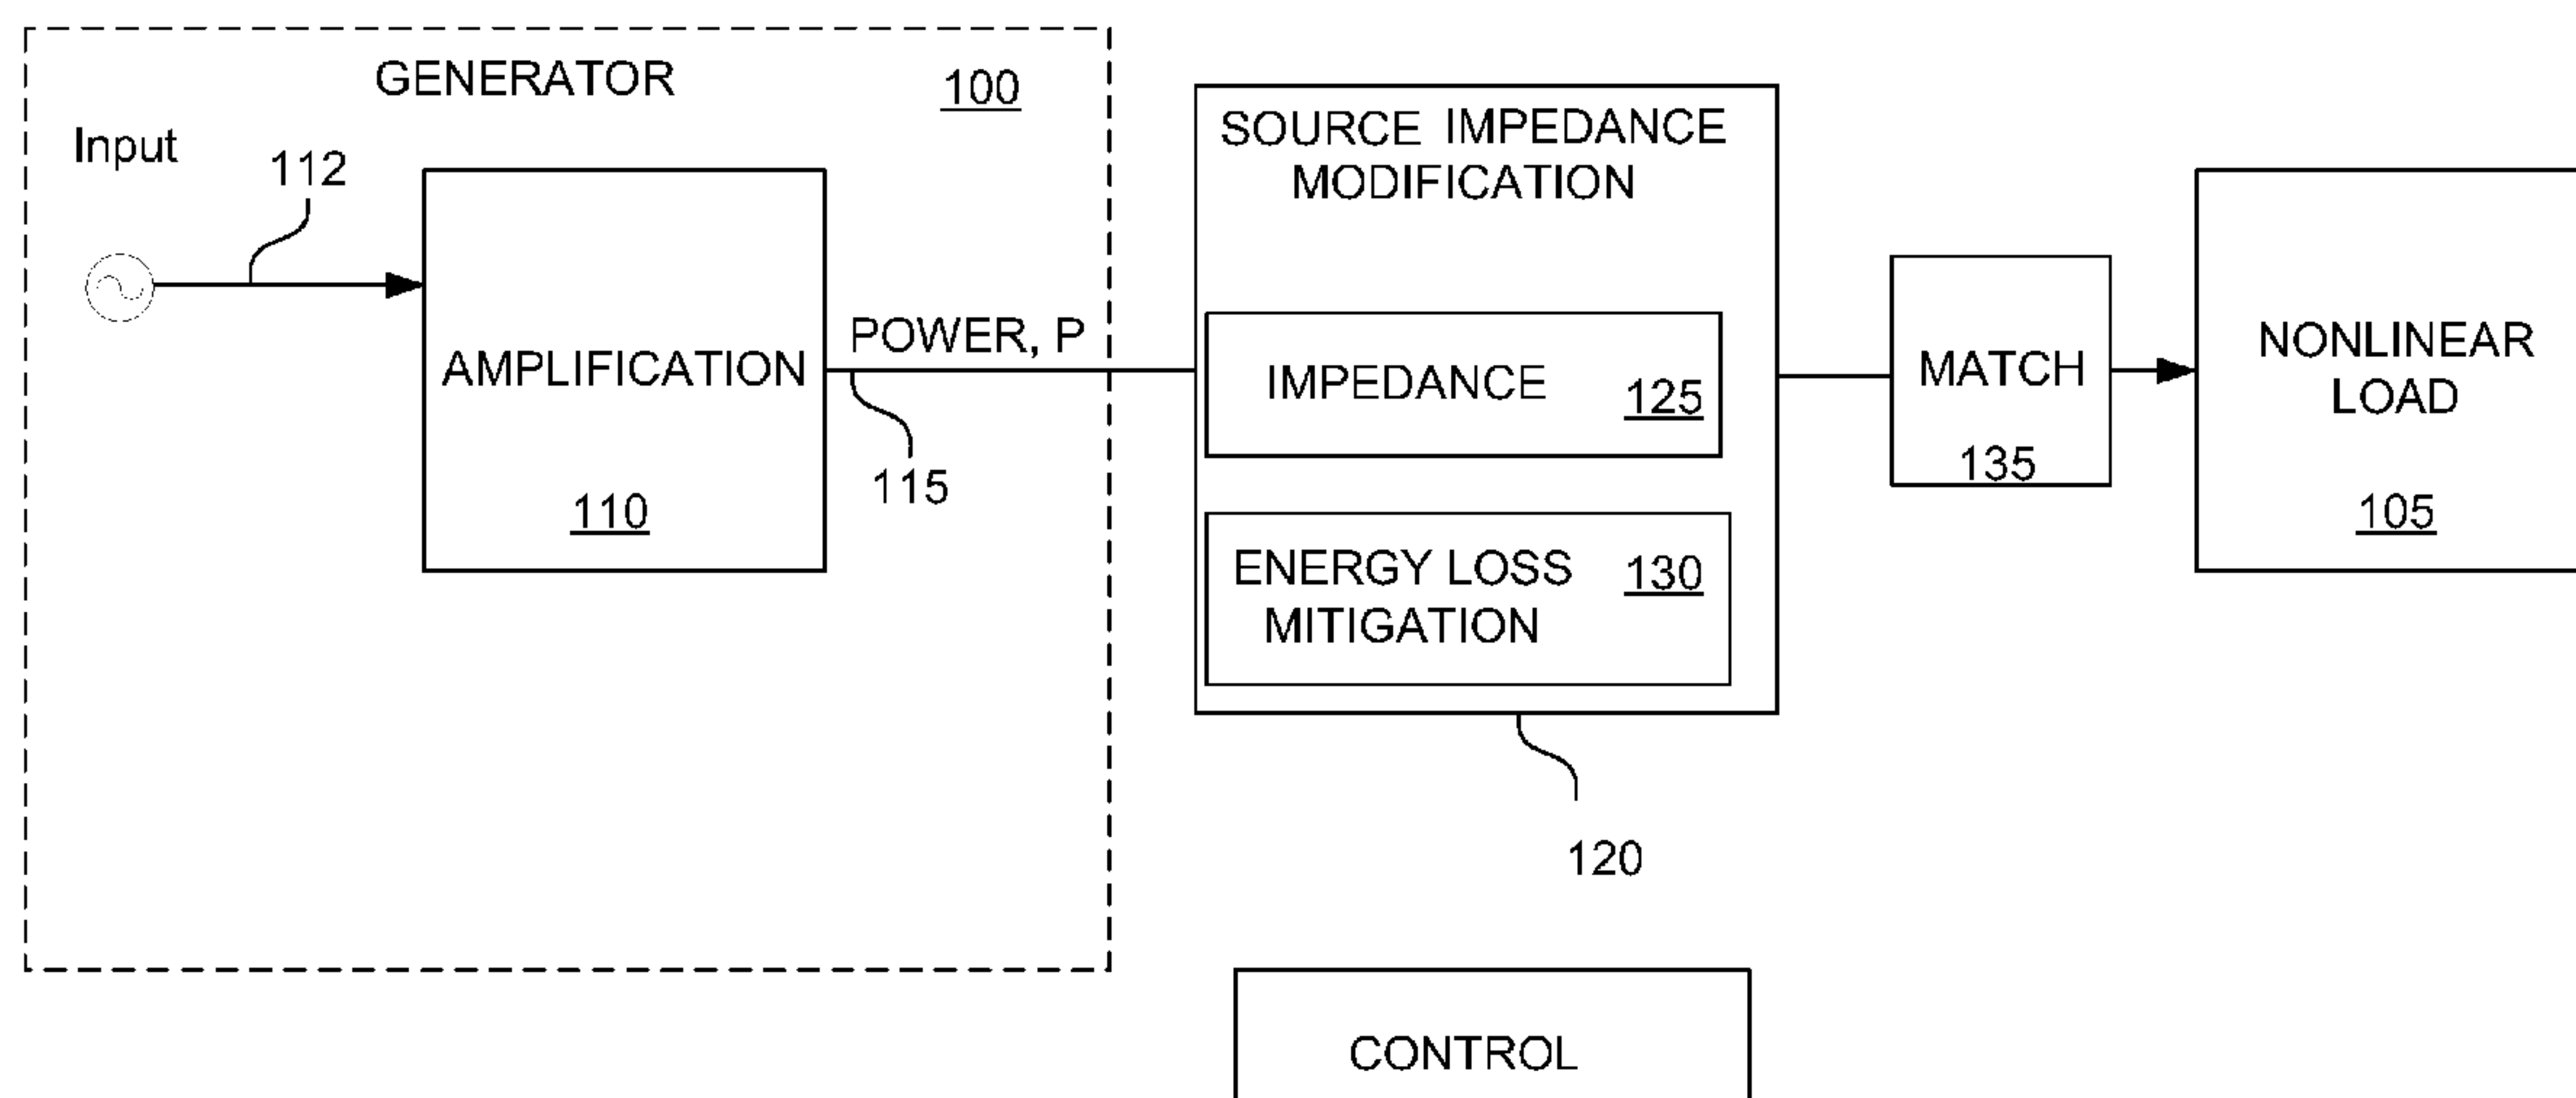 GENERATOR
100
Input
112
AMPLIFICATION
110
POWER, P
115
SOURCE IMPEDANCE
MODIFICATION
IMPEDANCE
125
ENERGY LOSS
130
MITIGATION
120
MATCH
135
NONLINEAR
LOAD
105
CONTROL